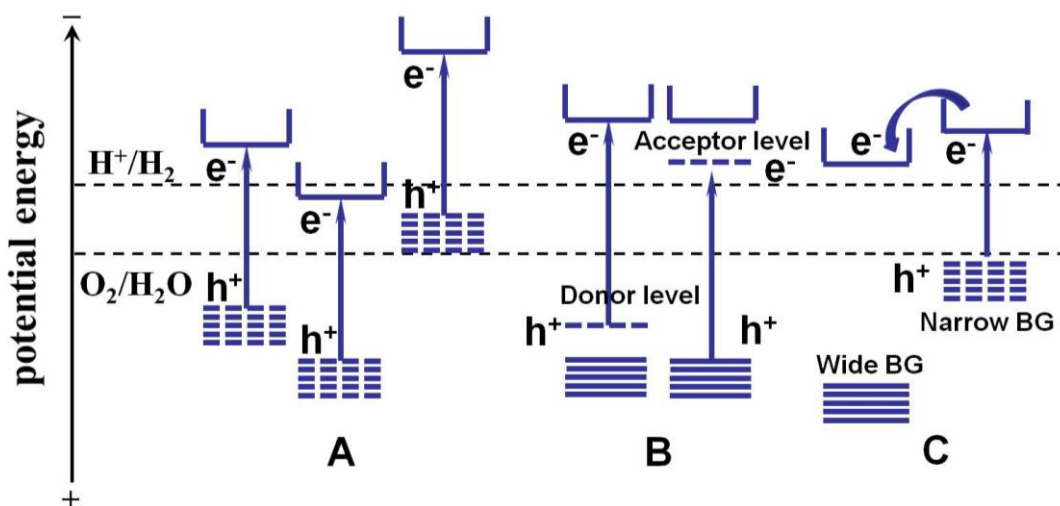 −
potential energy
+
H⁺/H₂
O₂/H₂O
e⁻
h⁺
e⁻
h⁺
e⁻
h⁺
A
e⁻
Donor level
h⁺
Acceptor level
e⁻
h⁺
B
e⁻
Wide BG
e⁻
h⁺
Narrow BG
C